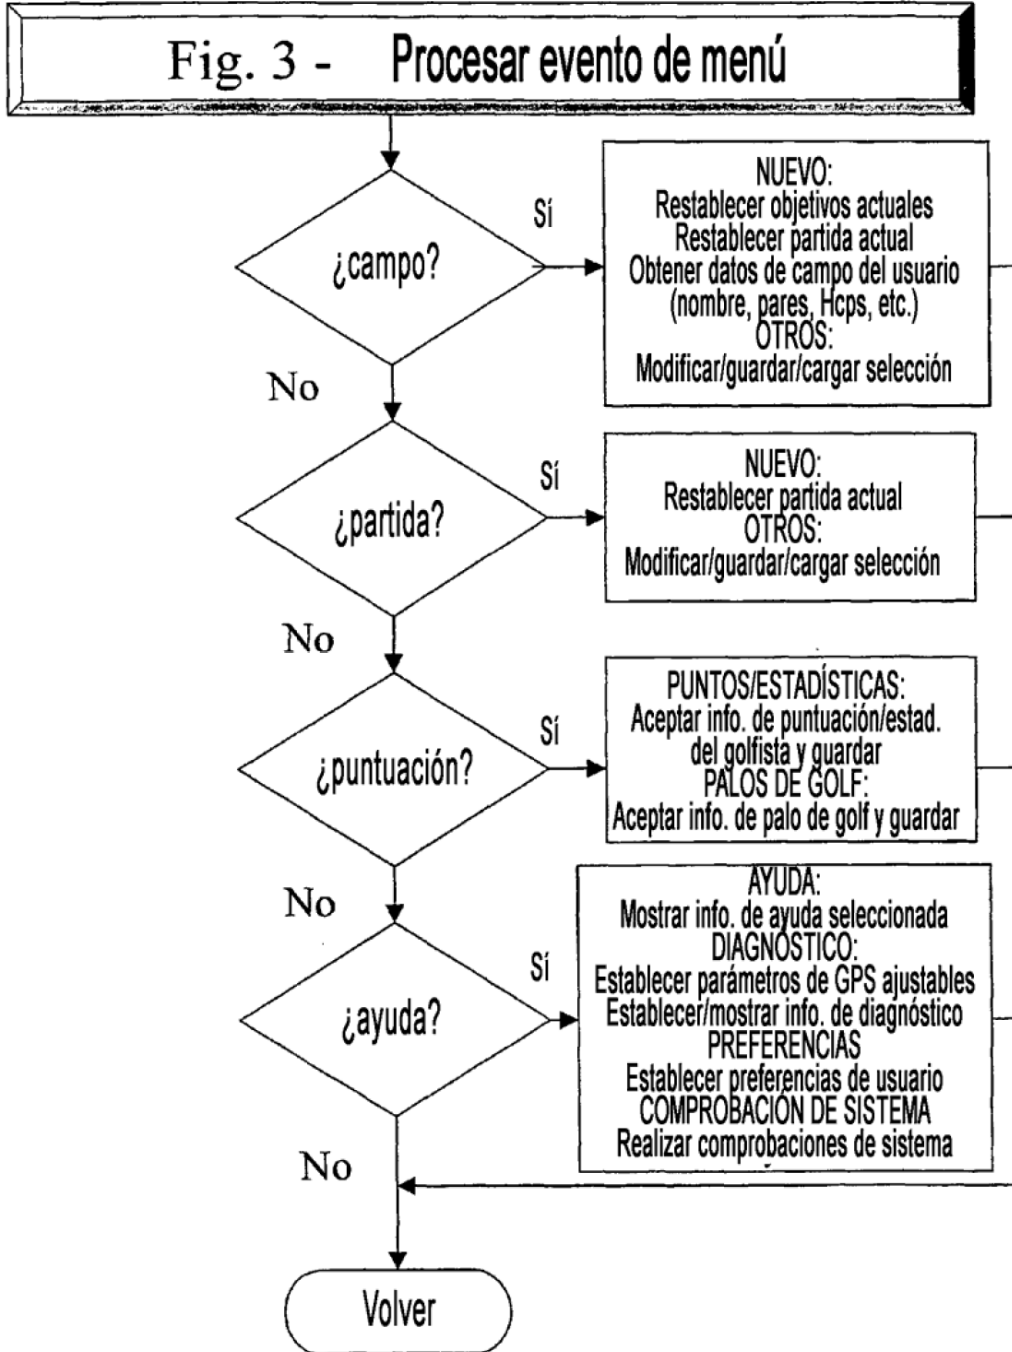 Fig. 3 - Procesar evento de menú
¿campo?
Sí
NUEVO:
Restablecer objetivos actuales
Restablecer partida actual
Obtener datos de campo del usuario
(nombre, pares, Hcps, etc.)
OTROS:
Modificar/guardar/cargar selección
No
¿partida?
Sí
NUEVO:
Restablecer partida actual
OTROS:
Modificar/guardar/cargar selección
No
¿puntuación?
Sí
PUNTOS/ESTADÍSTICAS:
Aceptar info. de puntuación/estad.
del golfista y guardar
PALOS DE GOLF:
Aceptar info. de palo de golf y guardar
No
¿ayuda?
Sí
AYUDA:
Mostrar info. de ayuda seleccionada
DIAGNÓSTICO:
Establecer parámetros de GPS ajustables
Establecer/mostrar info. de diagnóstico
PREFERENCIAS
Establecer preferencias de usuario
COMPROBACIÓN DE SISTEMA
Realizar comprobaciones de sistema
No
Volver